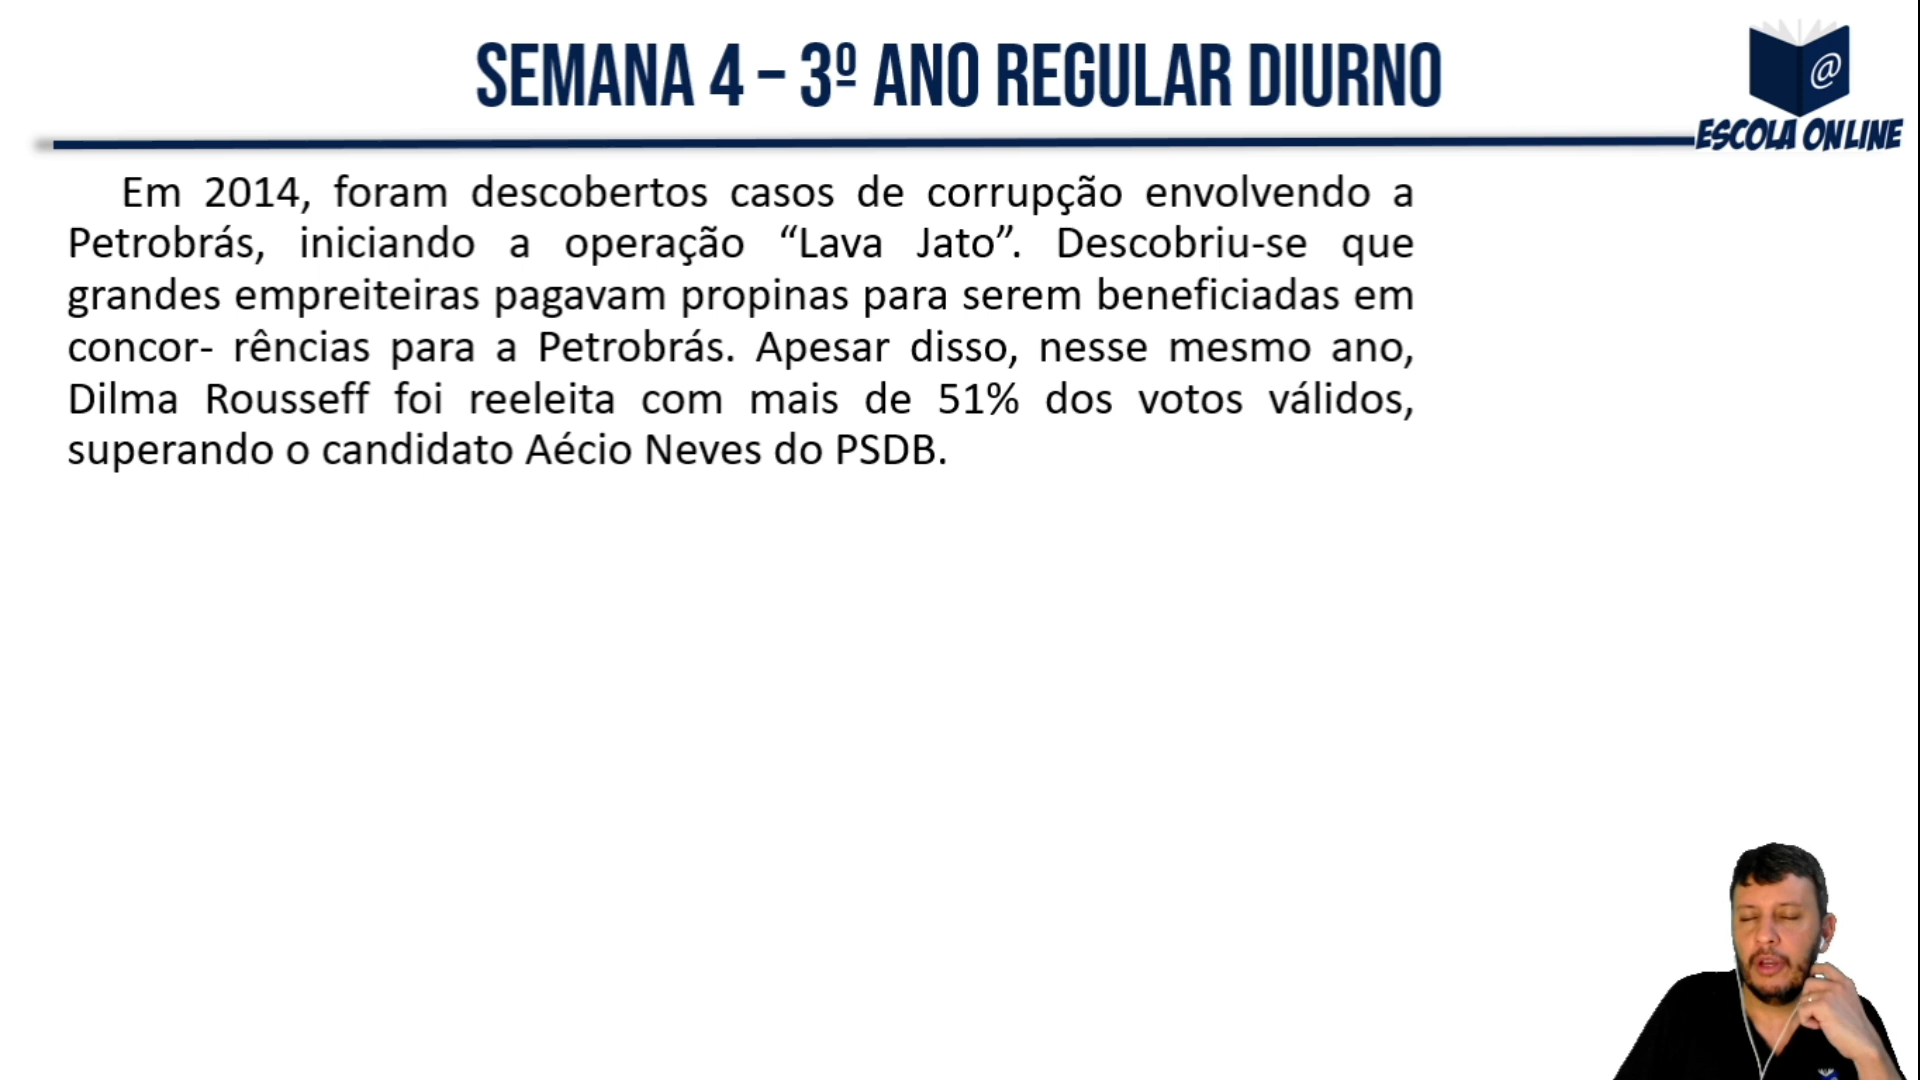 SEMANA 4 – 3º ANO REGULAR DIURNO
@
ESCOLA ONLINE
Em 2014, foram descobertos casos de corrupção envolvendo a
Petrobrás, iniciando a operação “Lava Jato”. Descobriu-se que
grandes empreiteiras pagavam propinas para serem beneficiadas em
concor- rências para a Petrobrás. Apesar disso, nesse mesmo ano,
Dilma Rousseff foi reeleita com mais de 51% dos votos válidos,
superando o candidato Aécio Neves do PSDB.